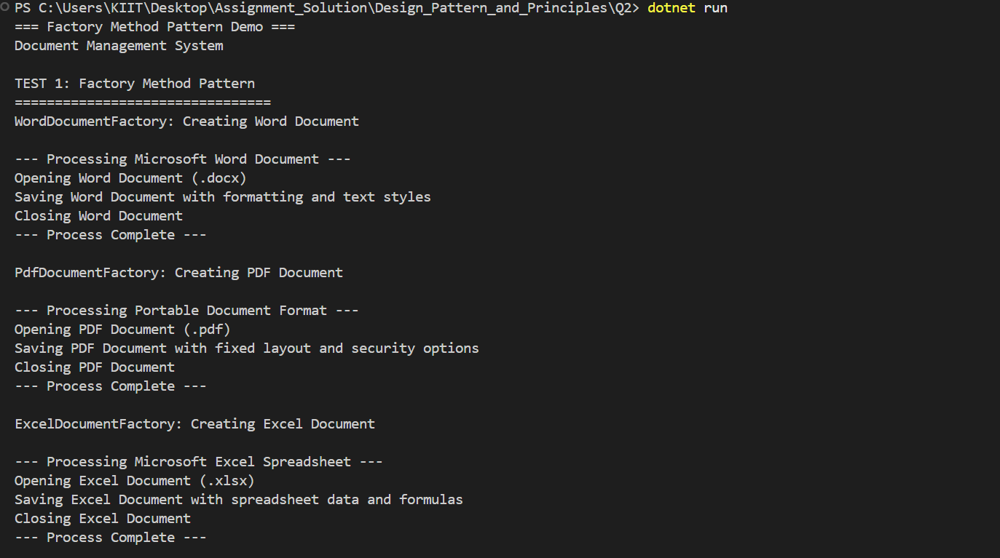 PS C:\Users\KIIT\Desktop\Assignment_Solution\Design_Pattern_and_Principles\Q2> dotnet run
=== Factory Method Pattern Demo ===
Document Management System
TEST 1: Factory Method Pattern
================================
WordDocumentFactory: Creating Word Document
--- Processing Microsoft Word Document ---
Opening Word Document (.docx)
Saving Word Document with formatting and text styles
Closing Word Document
--- Process Complete ---
PdfDocumentFactory: Creating PDF Document
--- Processing Portable Document Format ---
Opening PDF Document (.pdf)
Saving PDF Document with fixed layout and security options
Closing PDF Document
--- Process Complete ---
ExcelDocumentFactory: Creating Excel Document
--- Processing Microsoft Excel Spreadsheet ---
Opening Excel Document (.xlsx)
Saving Excel Document with spreadsheet data and formulas
Closing Excel Document
--- Process Complete ---